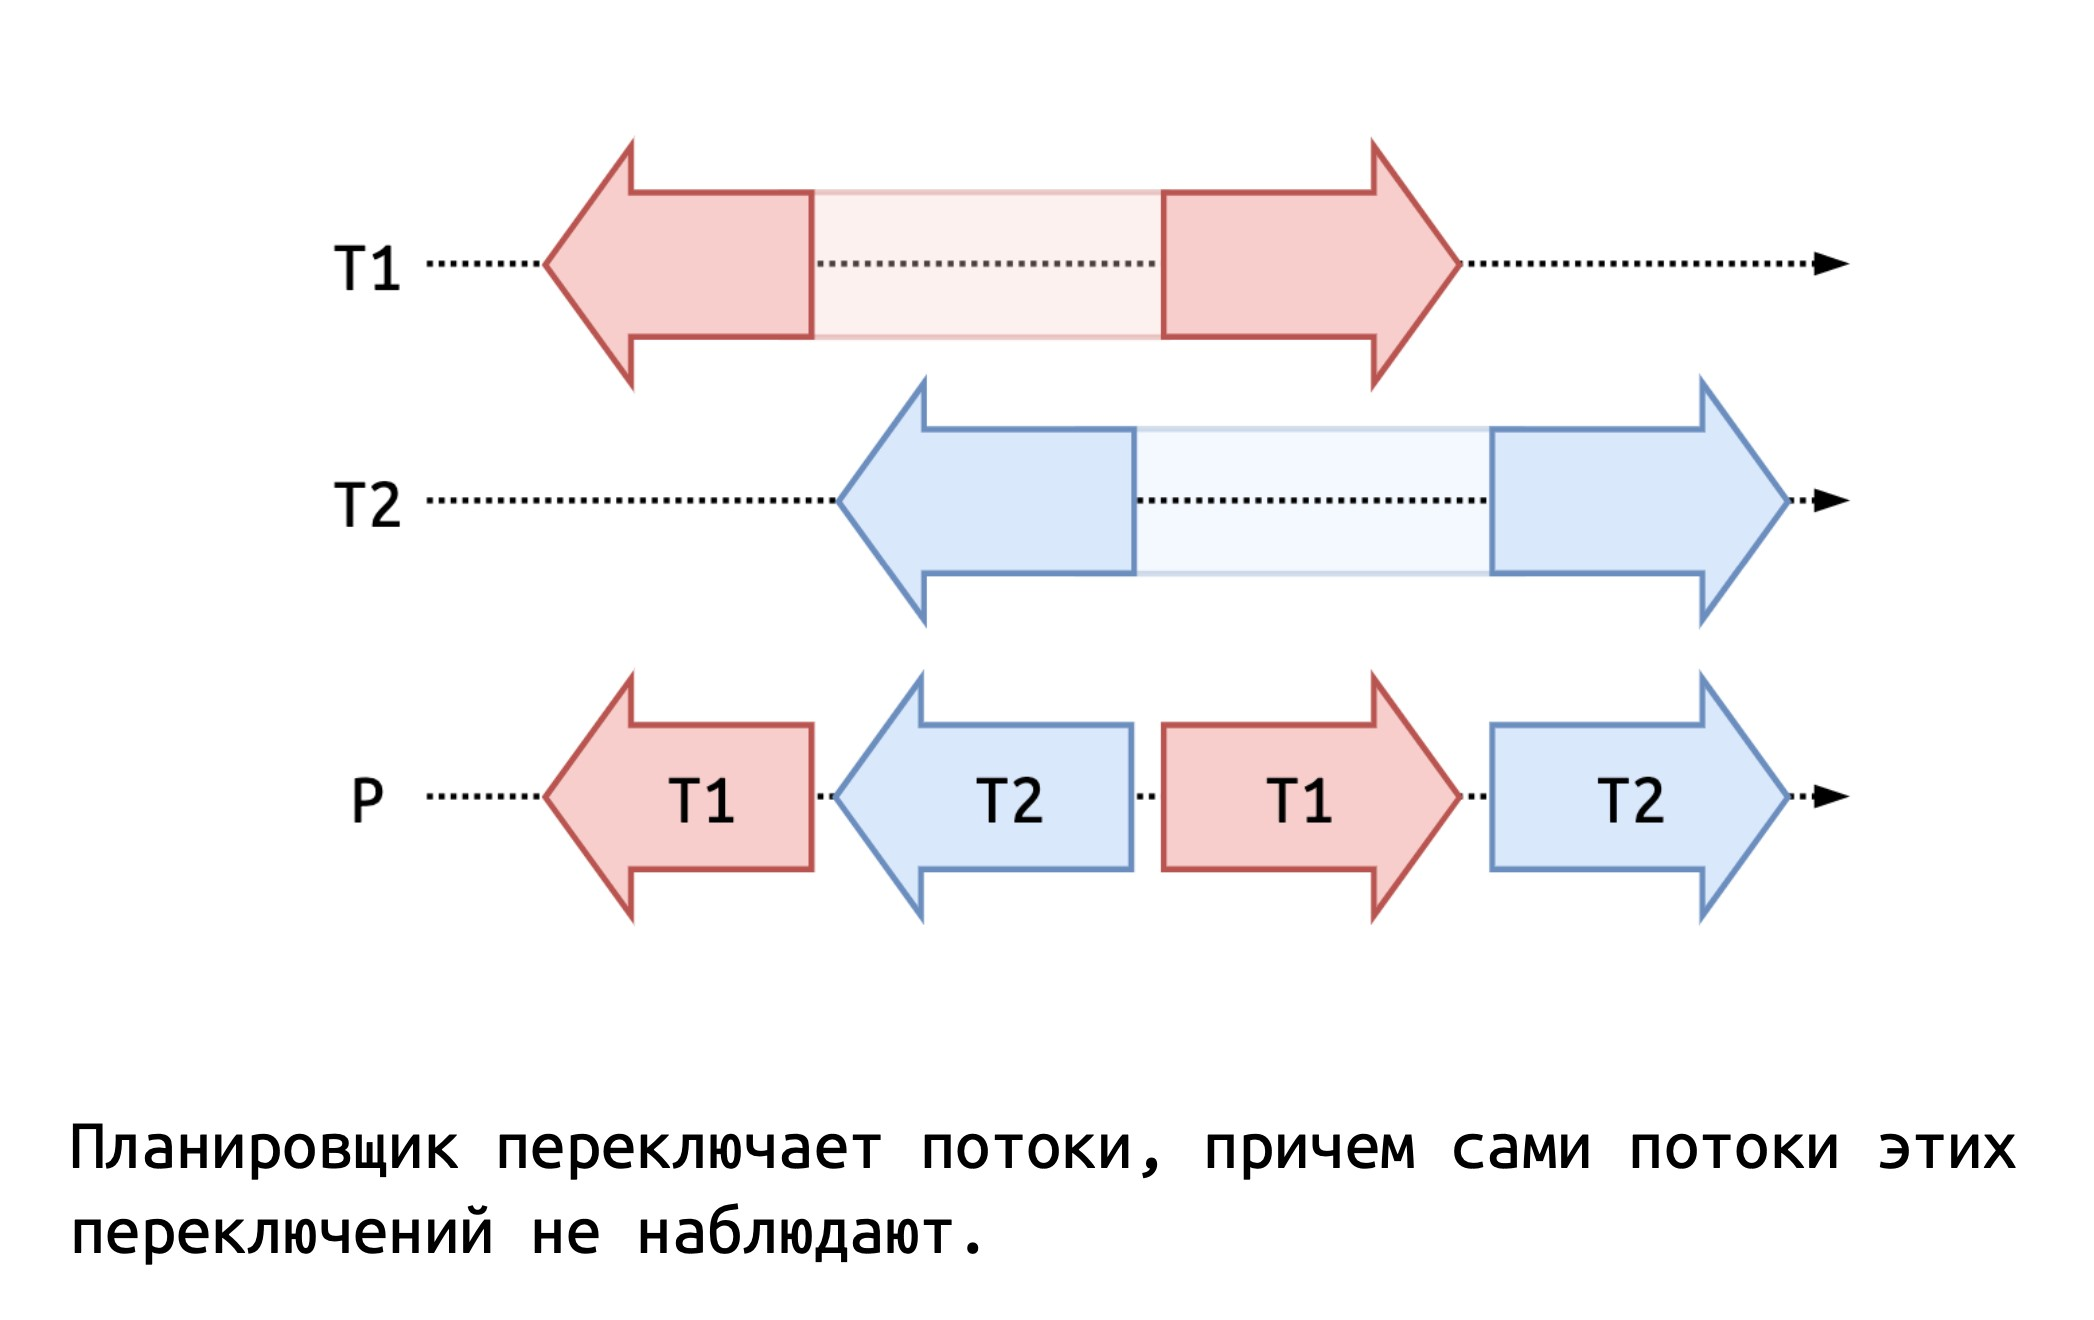 T1
T2
P
T1
T2
T1
T2
Планировщик переключает потоки, причем сами потоки этих
переключений не наблюдают.